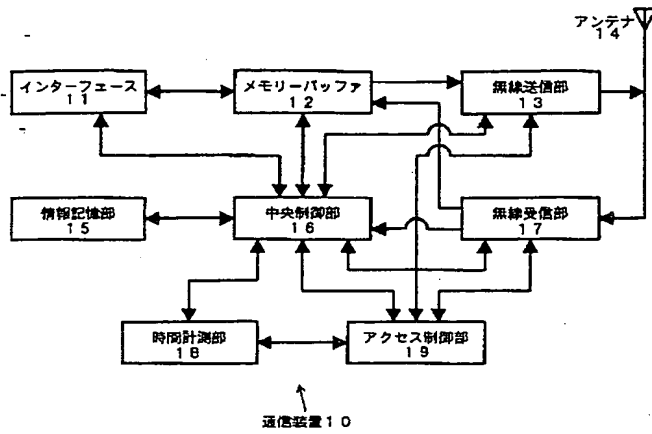 アンテナ
14
インターフェース
11
メモリーバッファ
12
無線送信部
13
情報記憶部
15
中央制御部
16
無線受信部
17
時間計測部
18
アクセス制御部
19
通信装置10